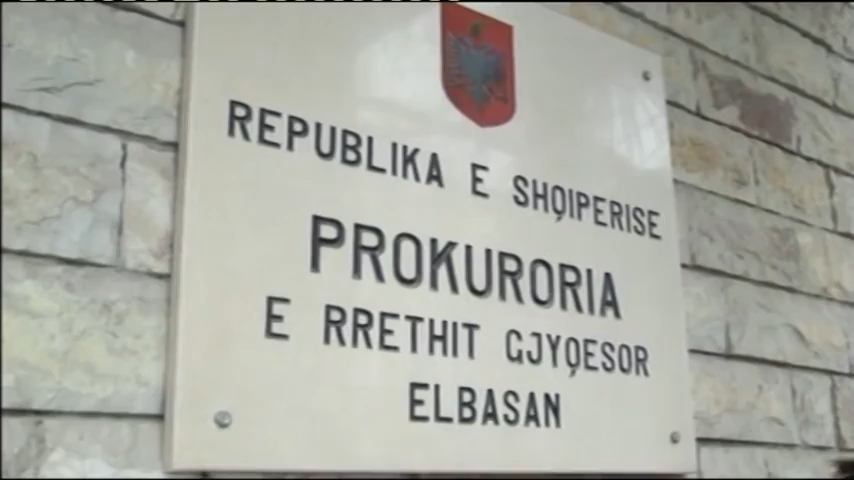 REPUBLIKA E SHQIPERISE
PROKURORIA
E RRETHIT GJYQESOR
ELBASAN